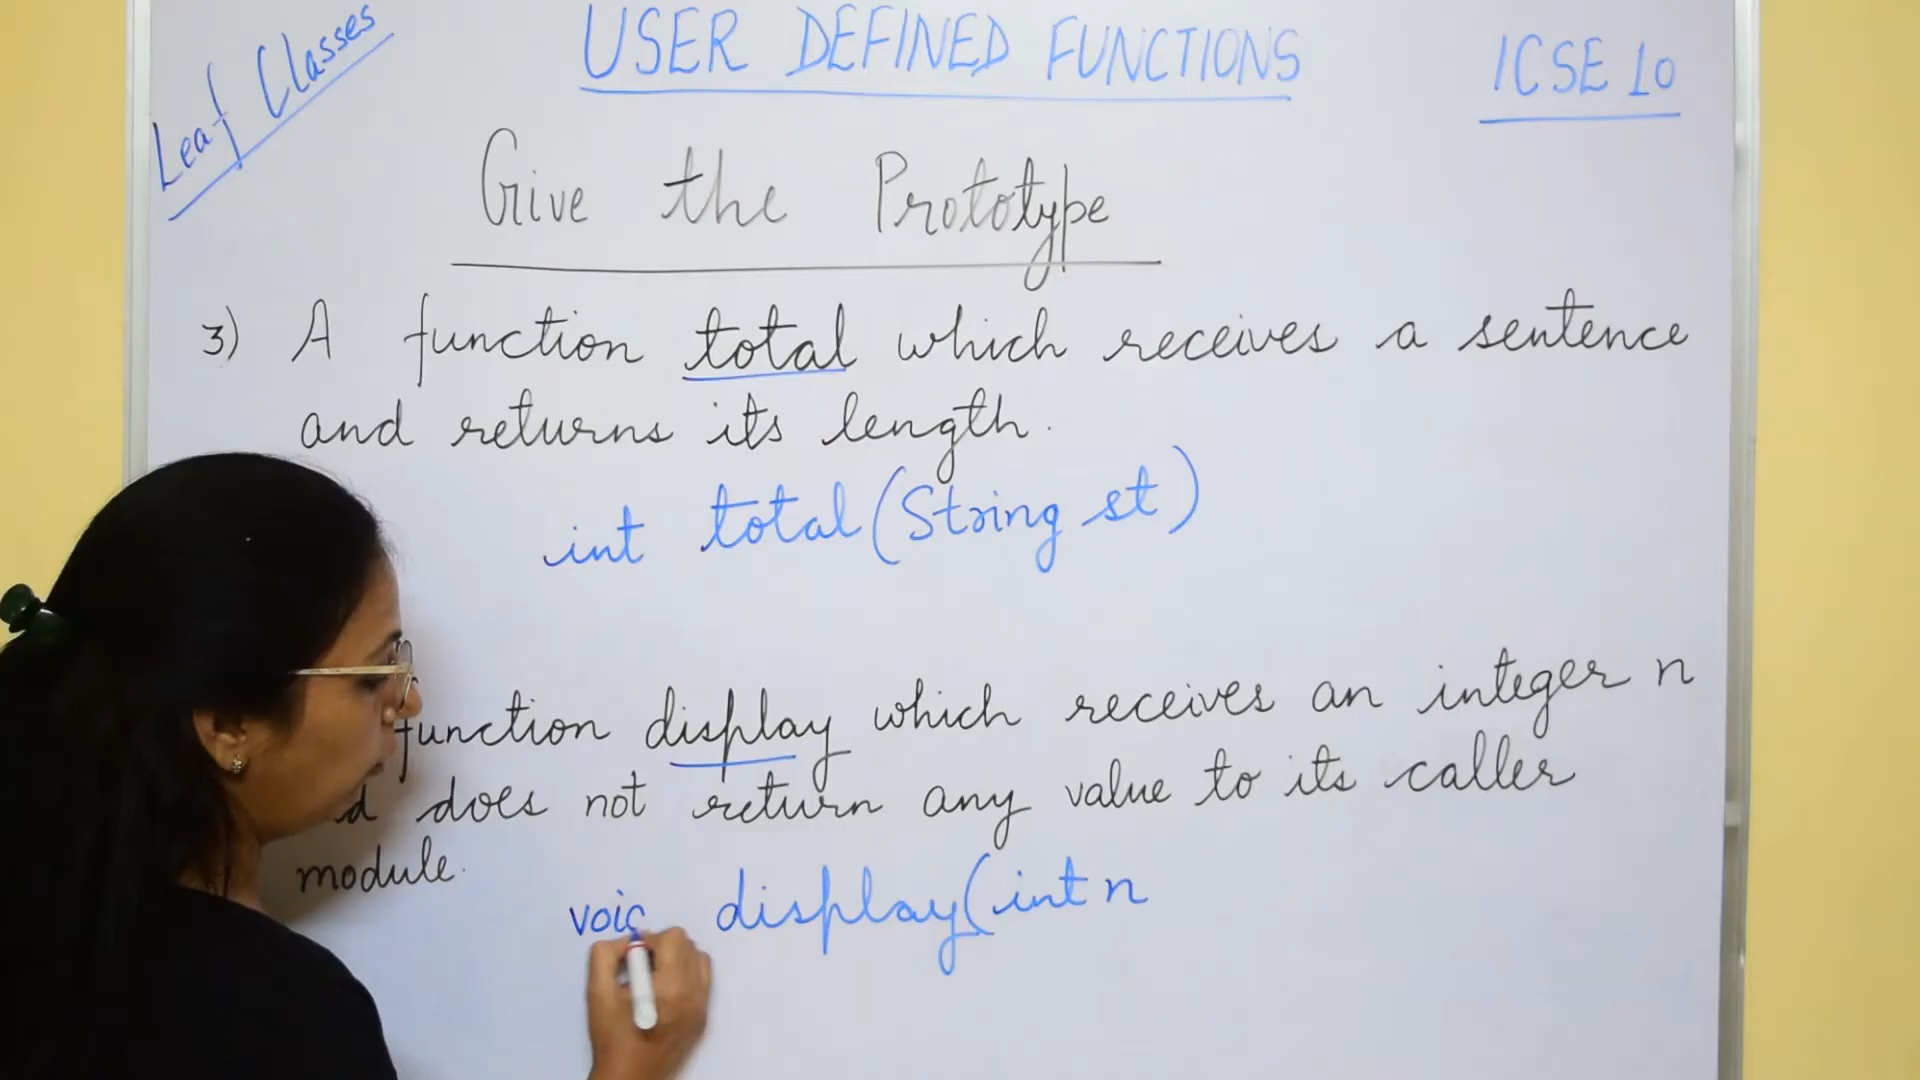 Leaf Classes
USER DEFINED FUNCTIONS
ICSE 10
Give the Prototype
3) A function total which receives a sentence
and returns its length.
int total(String st)
function display which receives an integer n
does not return any value to its caller
module.
voi display(int n